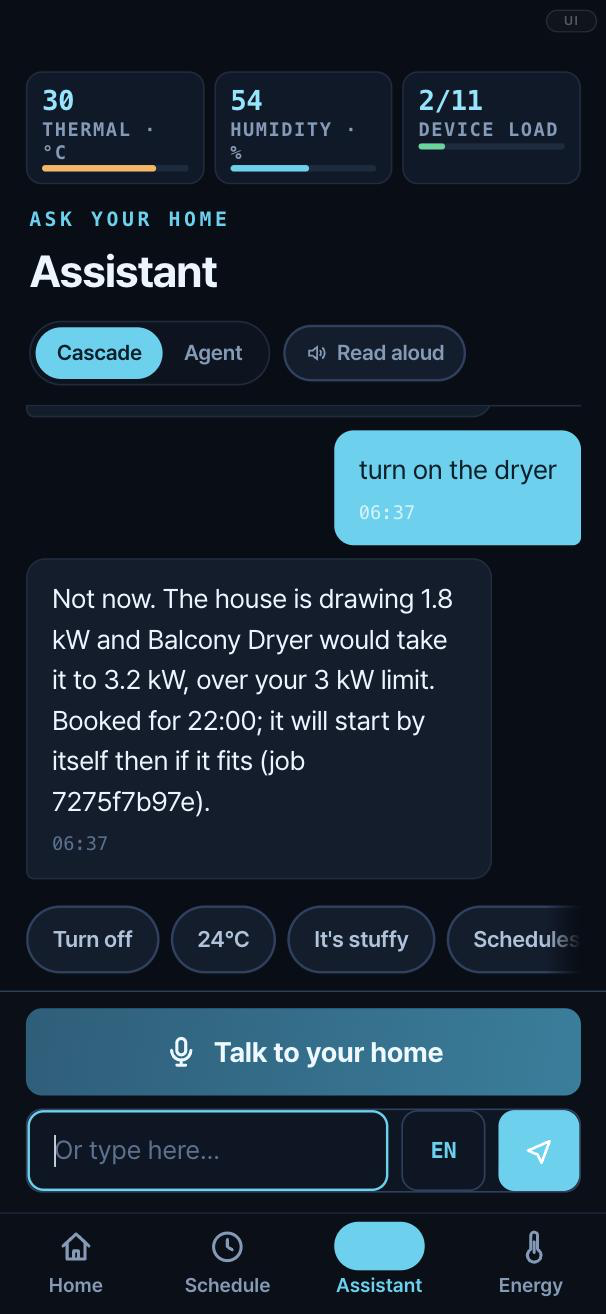 UI
30
THERMAL ·
°C
54
HUMIDITY ·
%
2/11
DEVICE LOAD
ASK YOUR HOME
Assistant
Cascade
Agent
Read aloud
turn on the dryer
06:37
Not now. The house is drawing 1.8
kW and Balcony Dryer would take
it to 3.2 kW, over your 3 kW limit.
Booked for 22:00; it will start by
itself then if it fits (job
7275f7b97e).
06:37
Turn off
24°C
It's stuffy
Schedules
Talk to your home
Or type here...
EN
Home
Schedule
Assistant
Energy